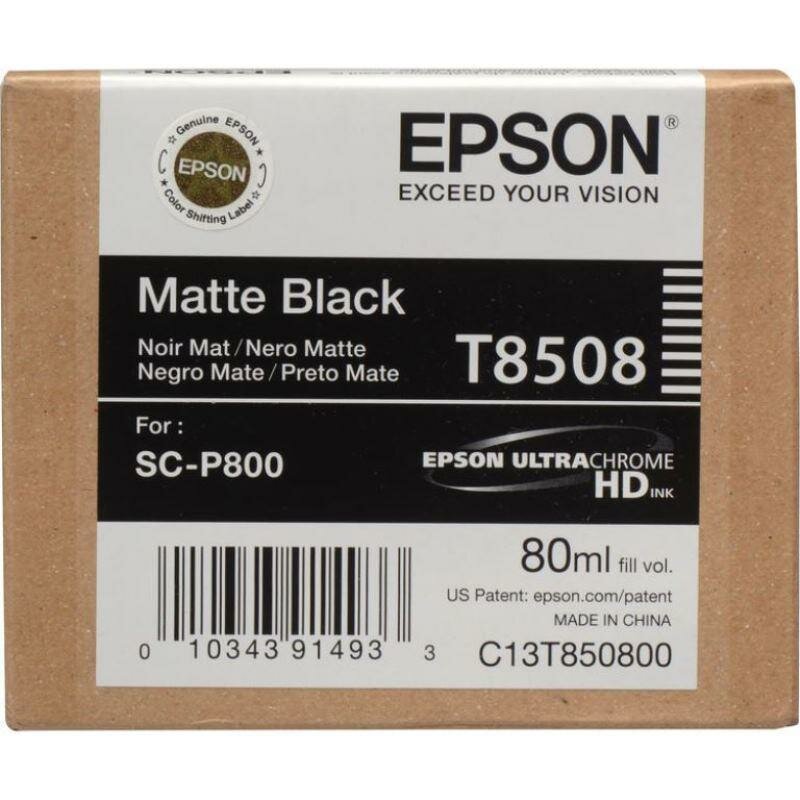 Genuine EPSON
EPSON
Color Shifting Label
EPSON®
EXCEED YOUR VISION
Matte Black
Noir Mat / Nero Matte
Negro Mate / Preto Mate
T8508
For :
SC-P800
EPSON ULTRACHROME
HD INK
80ml fill vol.
US Patent: epson.com/patent
MADE IN CHINA
0 10343 91493 3
C13T850800